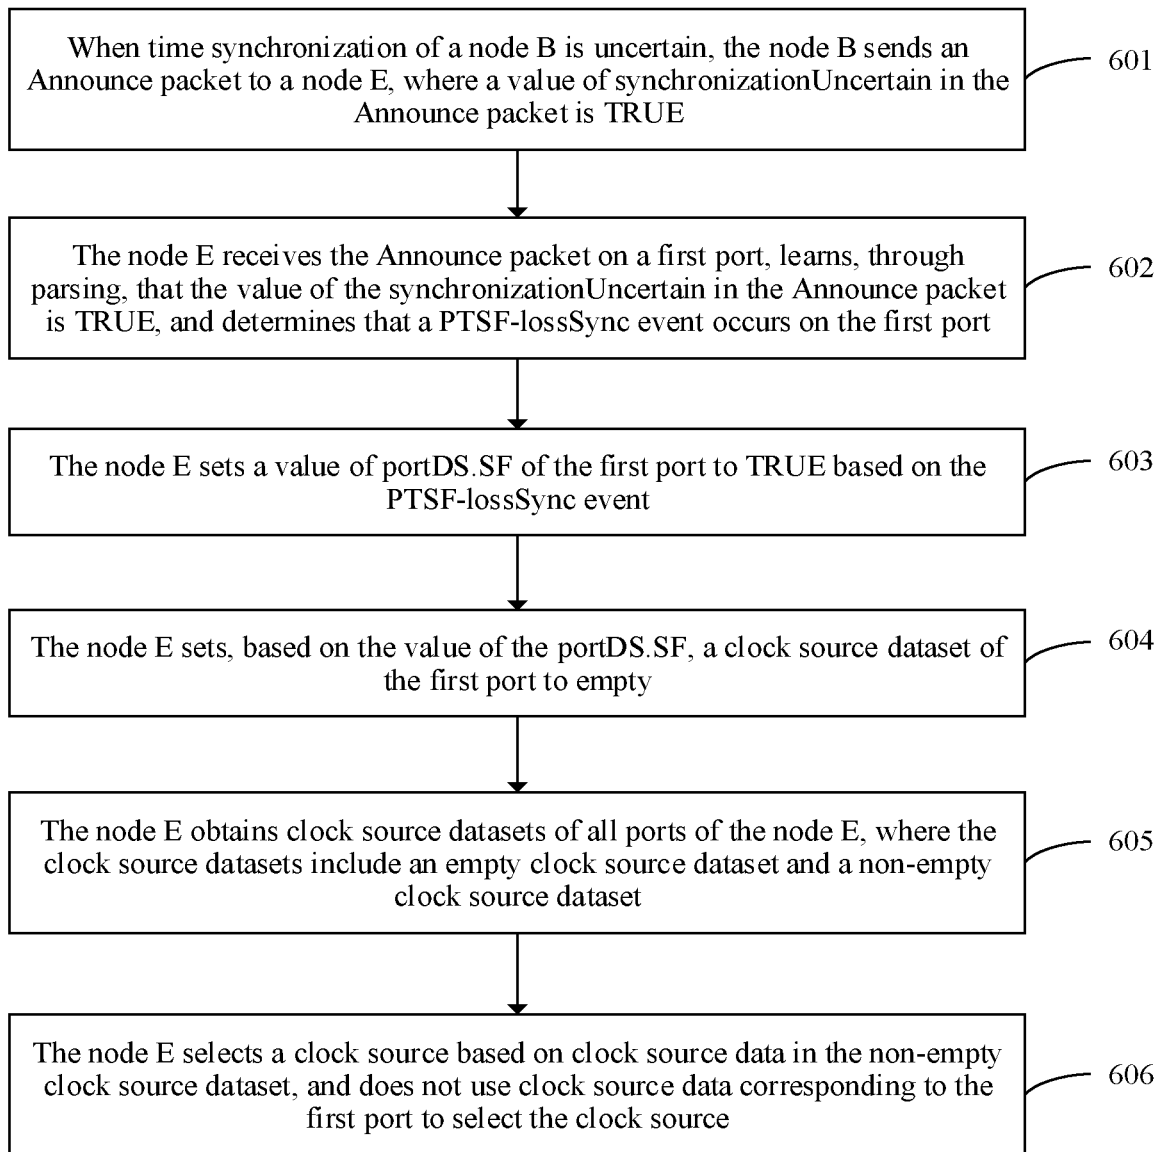 When time synchronization of a node B is uncertain, the node B sends an
Announce packet to a node E, where a value of synchronizationUncertain in the
Announce packet is TRUE
601
The node E receives the Announce packet on a first port, learns, through
parsing, that the value of the synchronizationUncertain in the Announce packet
is TRUE, and determines that a PTSF-lossSync event occurs on the first port
602
The node E sets a value of portDS.SF of the first port to TRUE based on the
PTSF-lossSync event
603
The node E sets, based on the value of the portDS.SF, a clock source dataset of
the first port to empty
604
The node E obtains clock source datasets of all ports of the node E, where the
clock source datasets include an empty clock source dataset and a non-empty
clock source dataset
605
The node E selects a clock source based on clock source data in the non-empty
clock source dataset, and does not use clock source data corresponding to the
first port to select the clock source
606